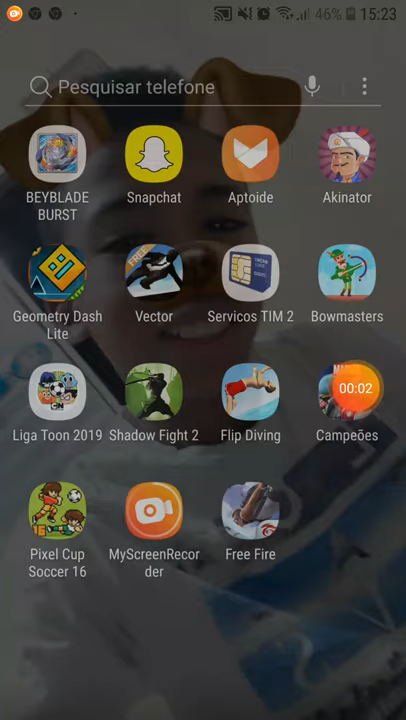 46% 15:23
Pesquisar telefone
BEYBLADE
BURST
Snapchat
Aptoide
Akinator
Geometry Dash
Lite
FREE
Vector
Servicos TIM 2
Bowmasters
Liga Toon 2019
Shadow Fight 2
Flip Diving
00:02
Campeões
Pixel Cup
Soccer 16
MyScreenRecor
der
Free Fire